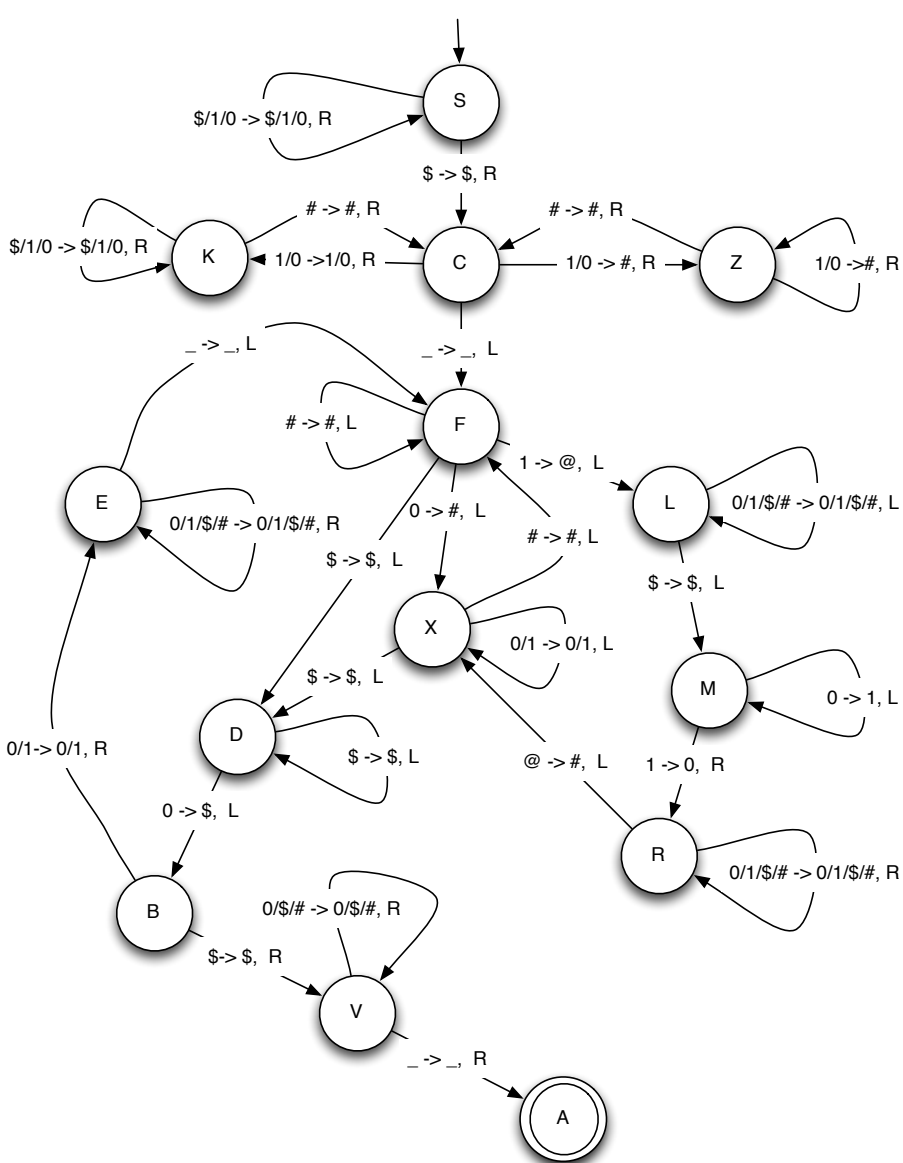 S
$/1/0 -> $/1/0, R
$ -> $, R
# -> #, R
# -> #, R
$/1/0 -> $/1/0, R
K
1/0 ->1/0, R
C
1/0 -> #, R
Z
1/0 ->#, R
_ -> _, L
_ -> _, L
# -> #, L
F
1 -> @, L
E
0/1/$/# -> 0/1/$/#, R
0 -> #, L
L
0/1/$/# -> 0/1/$/#, L
$ -> $, L
# -> #, L
$ -> $, L
X
0/1 -> 0/1, L
$ -> $, L
M
0 -> 1, L
D
0/1-> 0/1, R
$ -> $, L
@ -> #, L
1 -> 0, R
0 -> $, L
R
0/1/$/# -> 0/1/$/#, R
B
0/$/# -> 0/$/#, R
$-> $, R
V
_ -> _, R
A